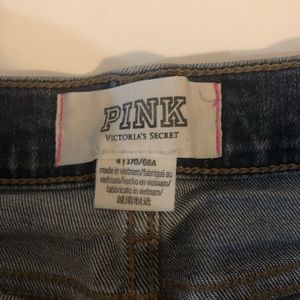 PINK
VICTORIA'S SECRET
4 | 170/66A
made in vietnam/fabriqué au
vietnam/hecho en vietnam/
fabbricato in vietnam/
越南制造